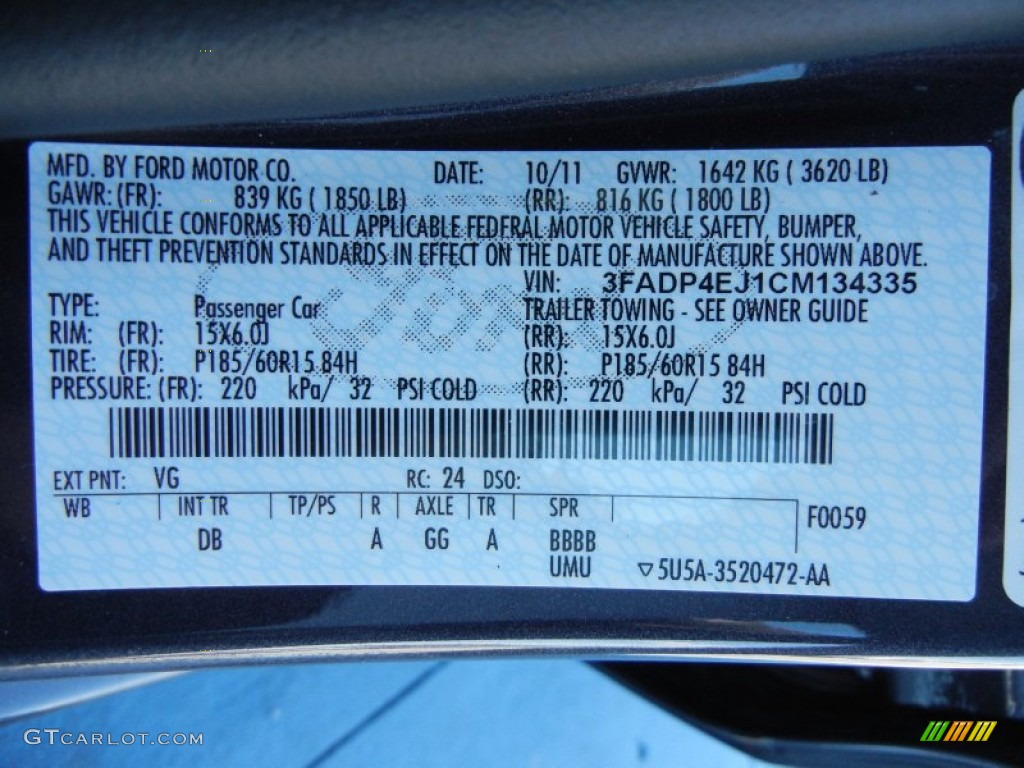 MFD. BY FORD MOTOR CO. DATE: 10/11 GVWR: 1642 KG ( 3620 LB)
GAWR: (FR): 839 KG ( 1850 LB) (RR): 816 KG ( 1800 LB)
THIS VEHICLE CONFORMS TO ALL APPLICABLE FEDERAL MOTOR VEHICLE SAFETY, BUMPER,
AND THEFT PREVENTION STANDARDS IN EFFECT ON THE DATE OF MANUFACTURE SHOWN ABOVE.
VIN: 3FADP4EJ1CM134335
TYPE: Passenger Car TRAILER TOWING - SEE OWNER GUIDE
RIM: (FR): 15X6.0J (RR): 15X6.0J
TIRE: (FR): P185/60R15 84H (RR): P185/60R15 84H
PRESSURE: (FR): 220 kPa/ 32 PSI COLD (RR): 220 kPa/ 32 PSI COLD
EXT PNT: VG RC: 24 DSO:
WB INT TR TP/PS R AXLE TR SPR F0059
DB A GG A BBBB
UMU ▽5U5A-3520472-AA
Ford
GTCARLOT.COM